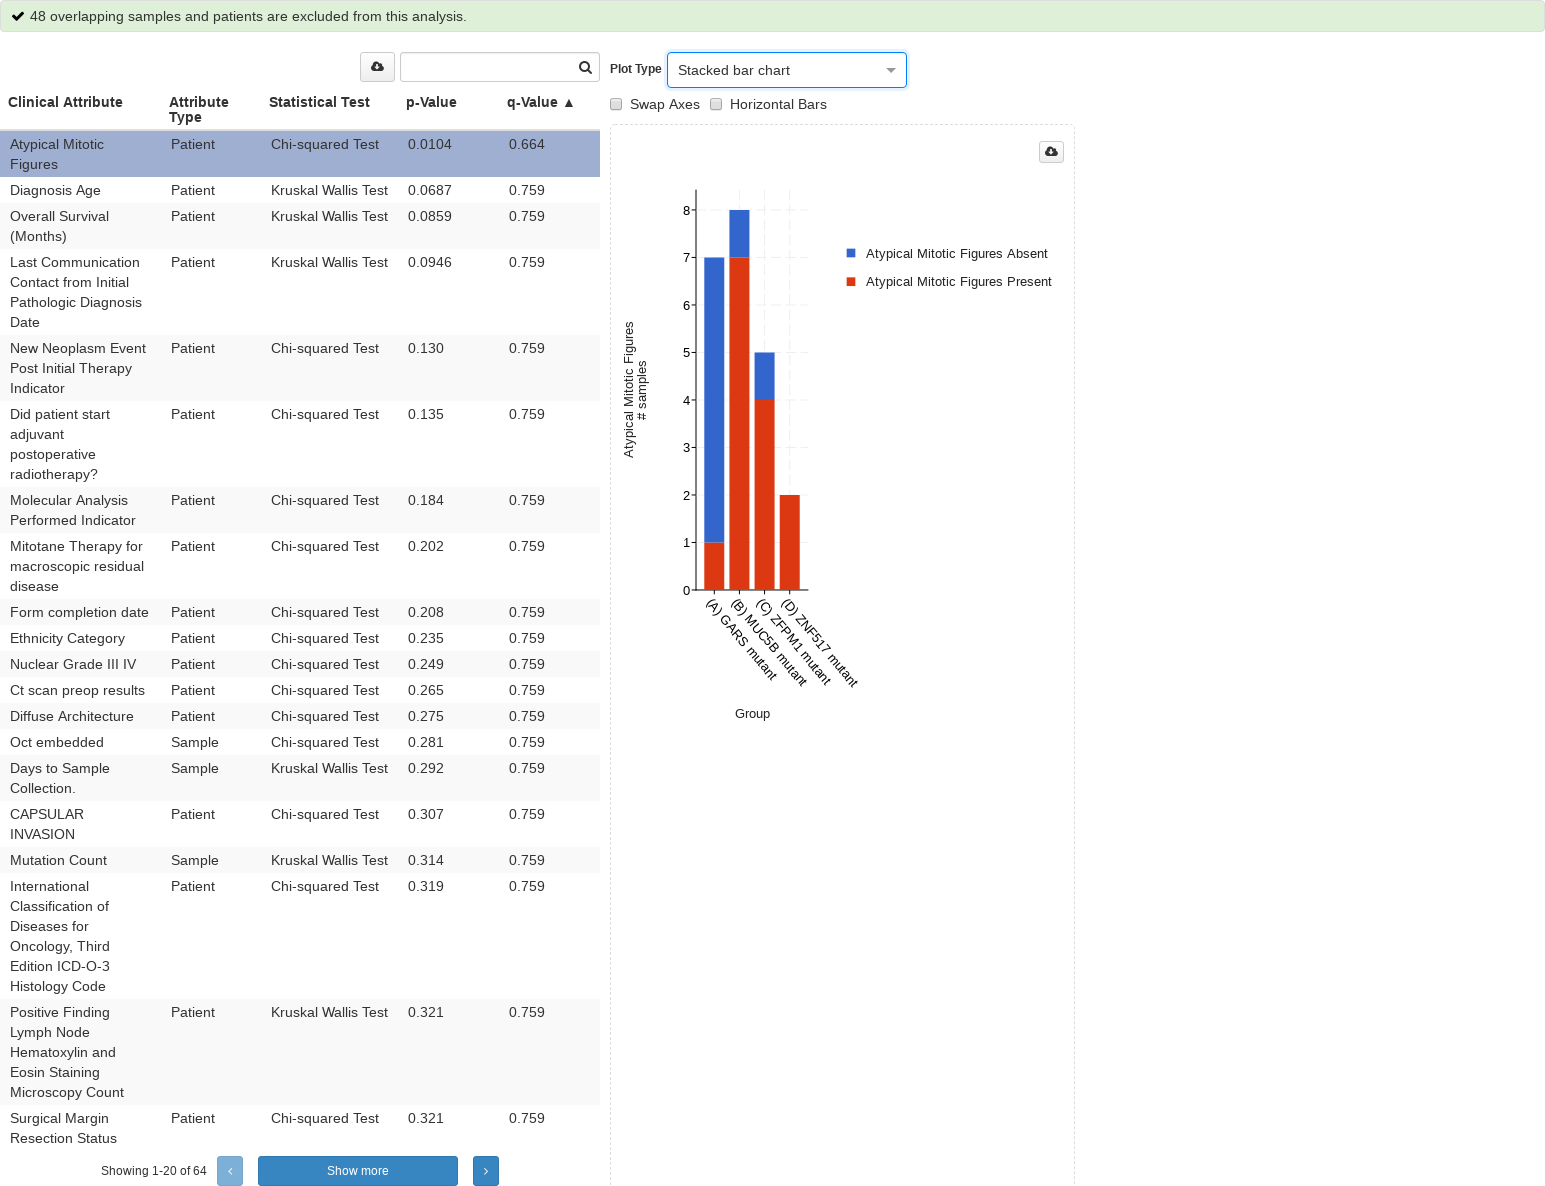 48 overlapping samples and patients are excluded from this analysis.
Plot Type
Stacked bar chart
Swap Axes
Horizontal Bars
Clinical Attribute
Attribute
Type
Statistical Test
p-Value
q-Value ▲
Atypical Mitotic
Figures
Patient
Chi-squared Test
0.0104
0.664
Diagnosis Age
Patient
Kruskal Wallis Test
0.0687
0.759
Overall Survival
(Months)
Patient
Kruskal Wallis Test
0.0859
0.759
Last Communication
Contact from Initial
Pathologic Diagnosis
Date
Patient
Kruskal Wallis Test
0.0946
0.759
New Neoplasm Event
Post Initial Therapy
Indicator
Patient
Chi-squared Test
0.130
0.759
Did patient start
adjuvant
postoperative
radiotherapy?
Patient
Chi-squared Test
0.135
0.759
Molecular Analysis
Performed Indicator
Patient
Chi-squared Test
0.184
0.759
Mitotane Therapy for
macroscopic residual
disease
Patient
Chi-squared Test
0.202
0.759
Form completion date
Patient
Chi-squared Test
0.208
0.759
Ethnicity Category
Patient
Chi-squared Test
0.235
0.759
Nuclear Grade III IV
Patient
Chi-squared Test
0.249
0.759
Ct scan preop results
Patient
Chi-squared Test
0.265
0.759
Diffuse Architecture
Patient
Chi-squared Test
0.275
0.759
Oct embedded
Sample
Chi-squared Test
0.281
0.759
Days to Sample
Collection.
Sample
Kruskal Wallis Test
0.292
0.759
CAPSULAR
INVASION
Patient
Chi-squared Test
0.307
0.759
Mutation Count
Sample
Kruskal Wallis Test
0.314
0.759
International
Classification of
Diseases for
Oncology, Third
Edition ICD-O-3
Histology Code
Patient
Chi-squared Test
0.319
0.759
Positive Finding
Lymph Node
Hematoxylin and
Eosin Staining
Microscopy Count
Patient
Kruskal Wallis Test
0.321
0.759
Surgical Margin
Resection Status
Patient
Chi-squared Test
0.321
0.759
Showing 1-20 of 64
Show more
Atypical Mitotic Figures
# samples
8
7
6
5
4
3
2
1
0
(A) GARS mutant
(B) MUC5B mutant
(C) ZFPM1 mutant
(D) ZNF517 mutant
Group
Atypical Mitotic Figures Absent
Atypical Mitotic Figures Present